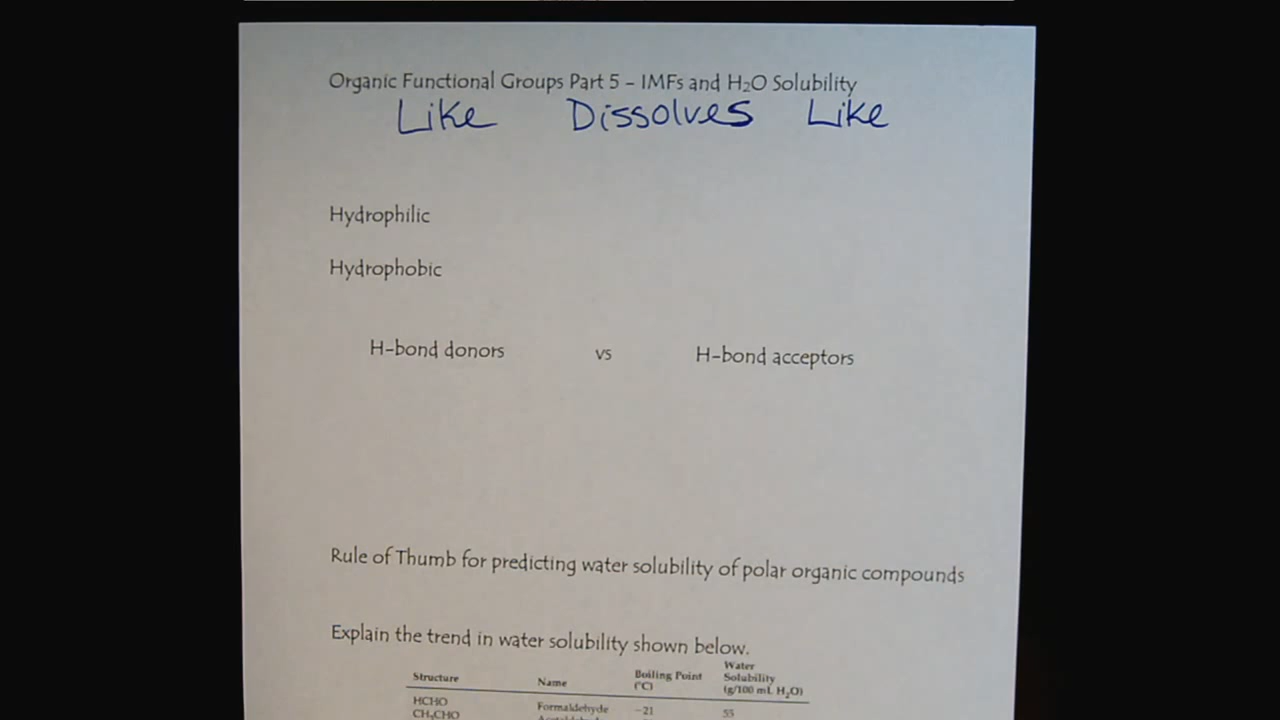 Organic Functional Groups Part 5 – IMFs and H₂O Solubility
Like Dissolves Like
Hydrophilic
Hydrophobic
H-bond donors vs H-bond acceptors
Rule of Thumb for predicting water solubility of polar organic compounds
Explain the trend in water solubility shown below.
Structure Name Boiling Point (°C) Water Solubility (g/100 mL H₂O)
HCHO Formaldehyde −21 55
CH₃CHO